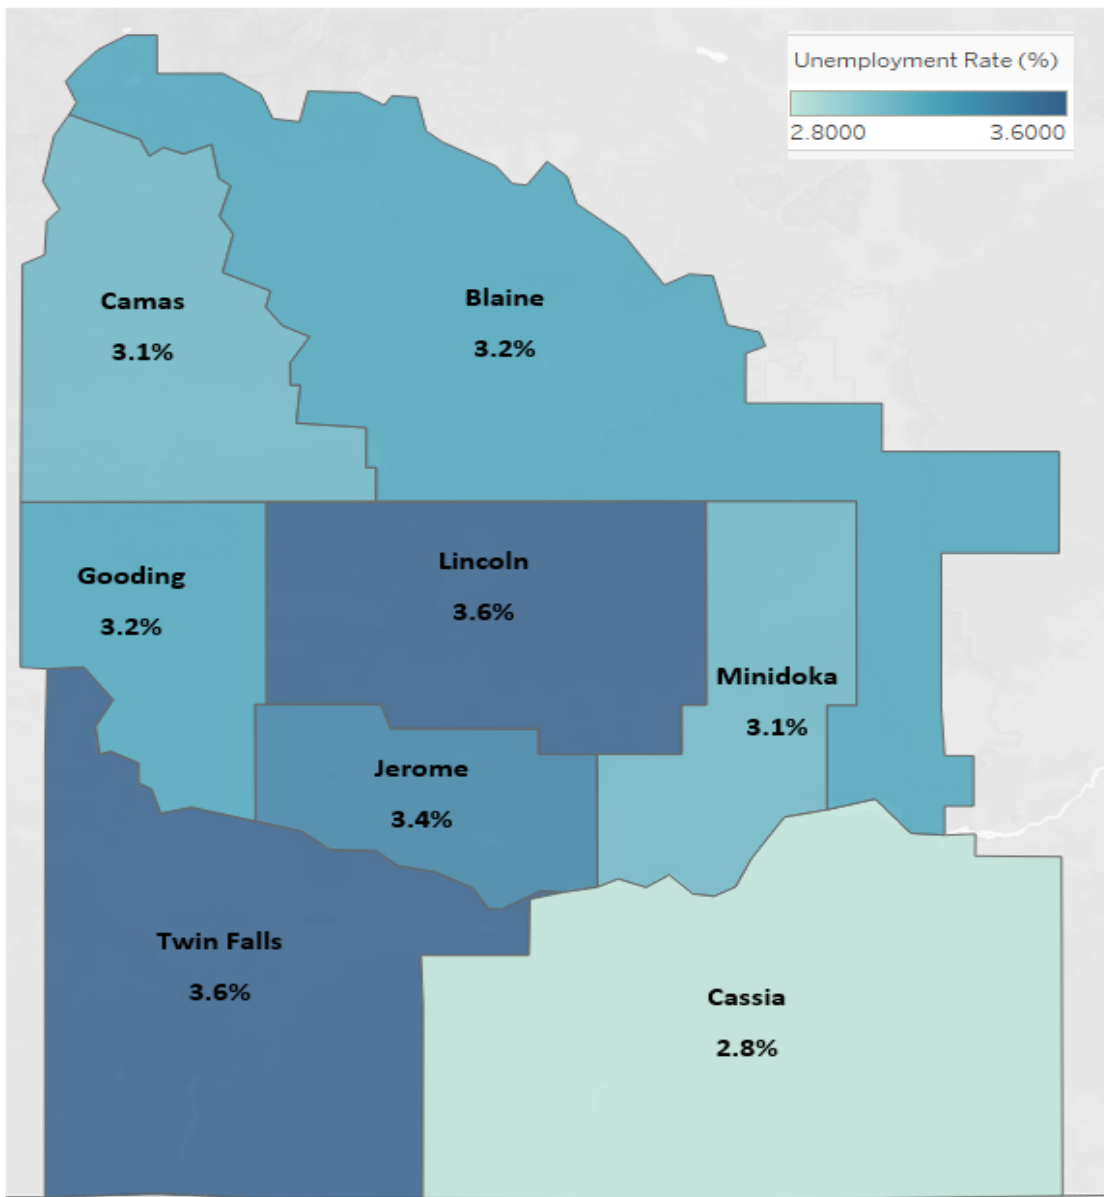 Unemployment Rate (%)
2.8000 3.6000
Camas
3.1%
Blaine
3.2%
Gooding
3.2%
Lincoln
3.6%
Minidoka
3.1%
Jerome
3.4%
Twin Falls
3.6%
Cassia
2.8%